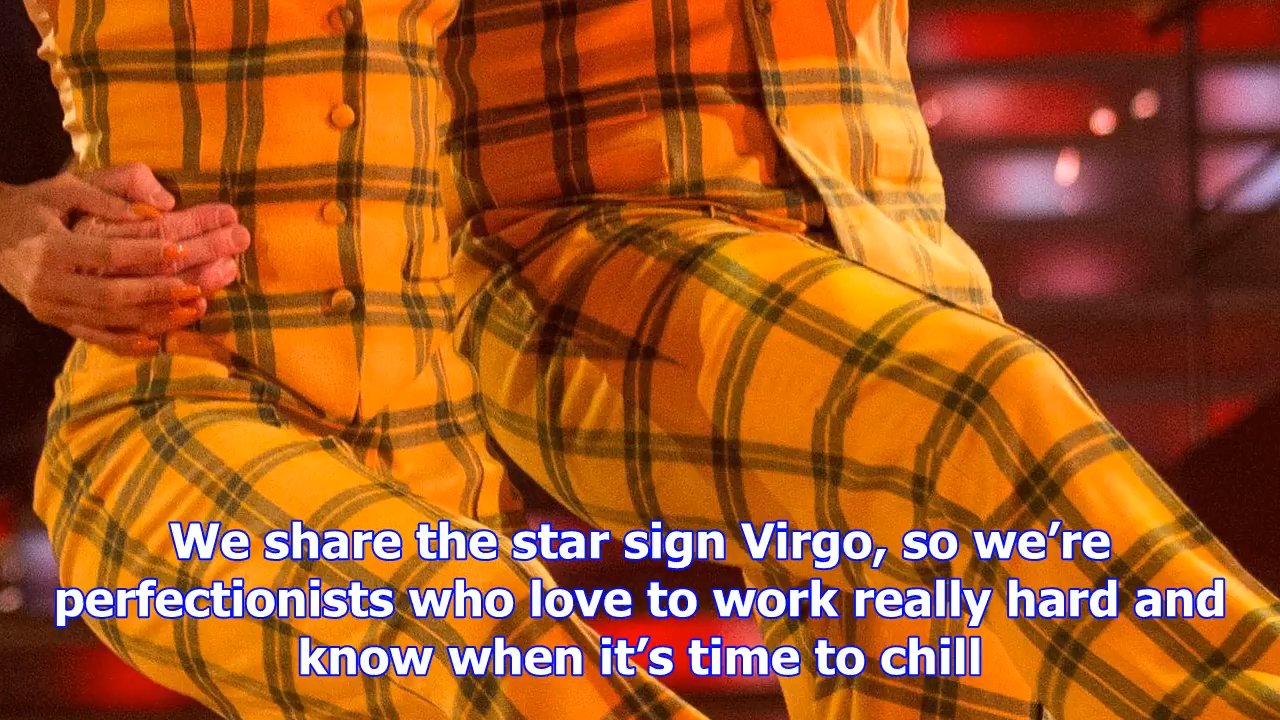 We share the star sign Virgo, so we’re
perfectionists who love to work really hard and
know when it’s time to chill